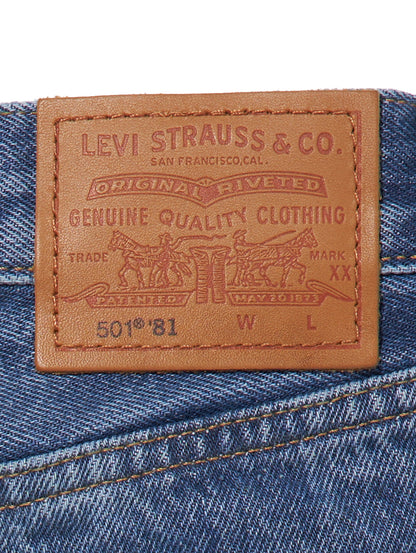 LEVI STRAUSS & CO.
SAN FRANCISCO, CAL.
ORIGINAL RIVETED
GENUINE QUALITY CLOTHING
TRADE MARK
XX
PATENTED MAY 20 1873
501® '81 W L